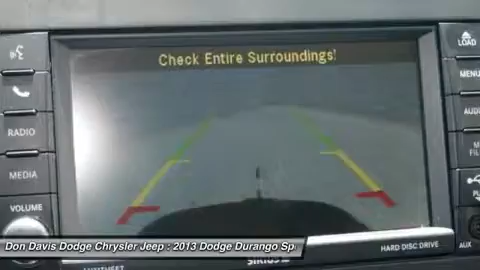 Check Entire Surroundings!
LOAD
MENU
RADIO
MEDIA
VOLUME
AUX
HARD DISC DRIVE
SIRIUS
Don Davis Dodge Chrysler Jeep : 2013 Dodge Durango Sp